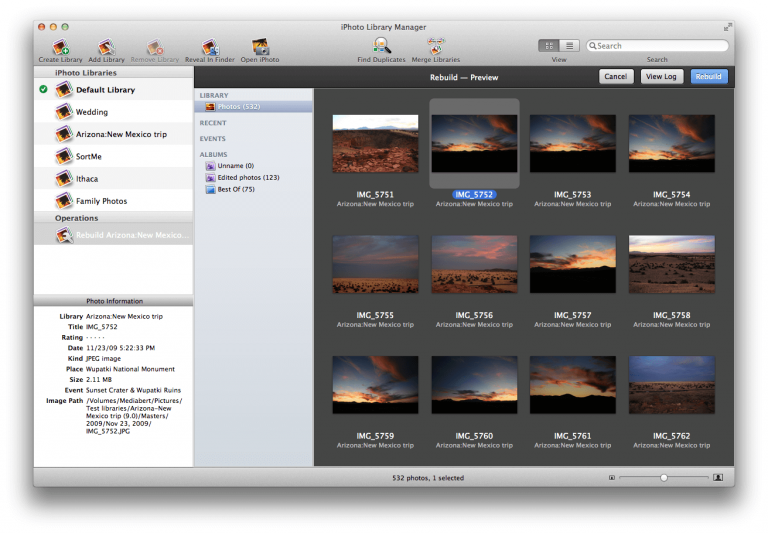 iPhoto Library Manager
Create Library Add Library Remove Library Reveal In Finder Open iPhoto Find Duplicates Merge Libraries View Search
Search
iPhoto Libraries
Default Library
Wedding
Arizona:New Mexico trip
SortMe
Ithaca
Family Photos
Operations
Rebuild Arizona:New Mexico...
Photo Information
Library Arizona:New Mexico trip
Title IMG_5752
Rating · · · · ·
Date 11/23/09 5:22:33 PM
Kind JPEG image
Place Wupatki National Monument
Size 2.11 MB
Event Sunset Crater & Wupatki Ruins
Image Path /Volumes/Mediabert/Pictures/
Test libraries/Arizona-New
Mexico trip (9.0)/Masters/
2009/Nov 23, 2009/
IMG_5752.JPG
Rebuild — Preview
Cancel View Log Rebuild
LIBRARY
Photos (532)
RECENT
EVENTS
ALBUMS
Unname (0)
Edited photos (123)
Best Of (75)
IMG_5751 IMG_5752 IMG_5753 IMG_5754
Arizona:New Mexico trip Arizona:New Mexico trip Arizona:New Mexico trip Arizona:New Mexico trip
IMG_5755 IMG_5756 IMG_5757 IMG_5758
Arizona:New Mexico trip Arizona:New Mexico trip Arizona:New Mexico trip Arizona:New Mexico trip
IMG_5759 IMG_5760 IMG_5761 IMG_5762
Arizona:New Mexico trip Arizona:New Mexico trip Arizona:New Mexico trip Arizona:New Mexico trip
532 photos, 1 selected